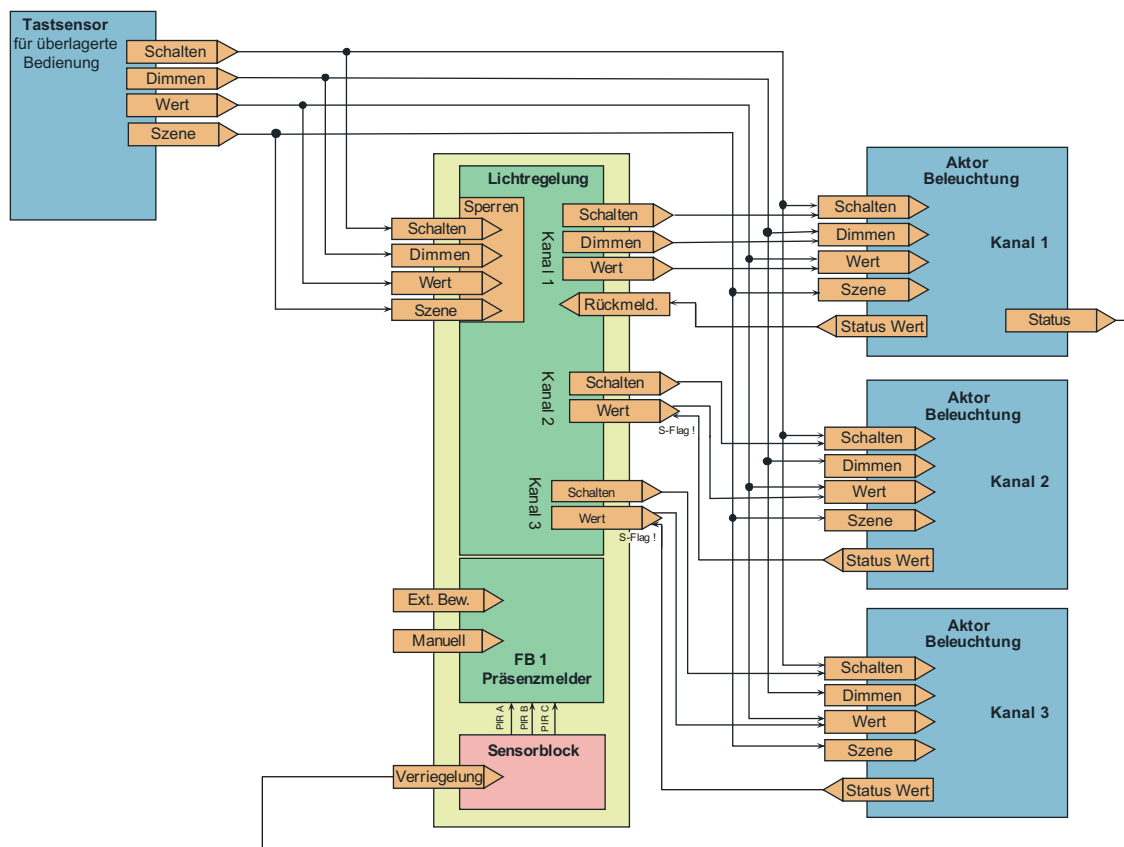 Tastsensor
für überlagerte
Bedienung
Schalten
Dimmen
Wert
Szene
Lichtregelung
Sperren
Schalten
Dimmen
Wert
Szene
Kanal 1
Schalten
Dimmen
Wert
Rückmeld.
Kanal 2
Schalten
Wert
S-Flag !
Kanal 3
Schalten
Wert
S-Flag !
Ext. Bew.
Manuell
FB 1
Präsenzmelder
PIR A
PIR B
PIR C
Sensorblock
Verriegelung
Aktor
Beleuchtung
Schalten
Dimmen
Kanal 1
Wert
Szene
Status Wert
Status
Aktor
Beleuchtung
Schalten
Dimmen
Kanal 2
Wert
Szene
Status Wert
Aktor
Beleuchtung
Schalten
Dimmen
Kanal 3
Wert
Szene
Status Wert